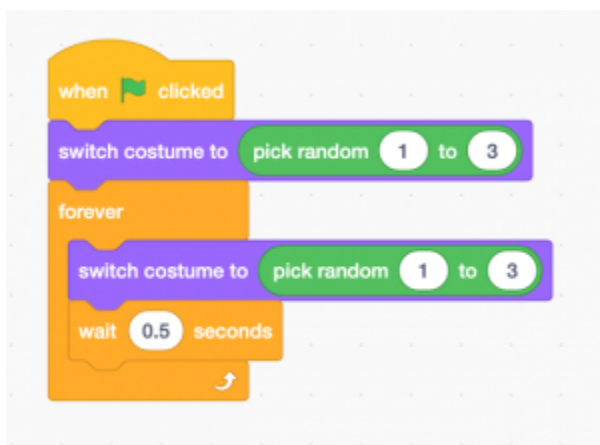 when clicked
switch costume to pick random 1 to 3
forever
switch costume to pick random 1 to 3
wait 0.5 seconds